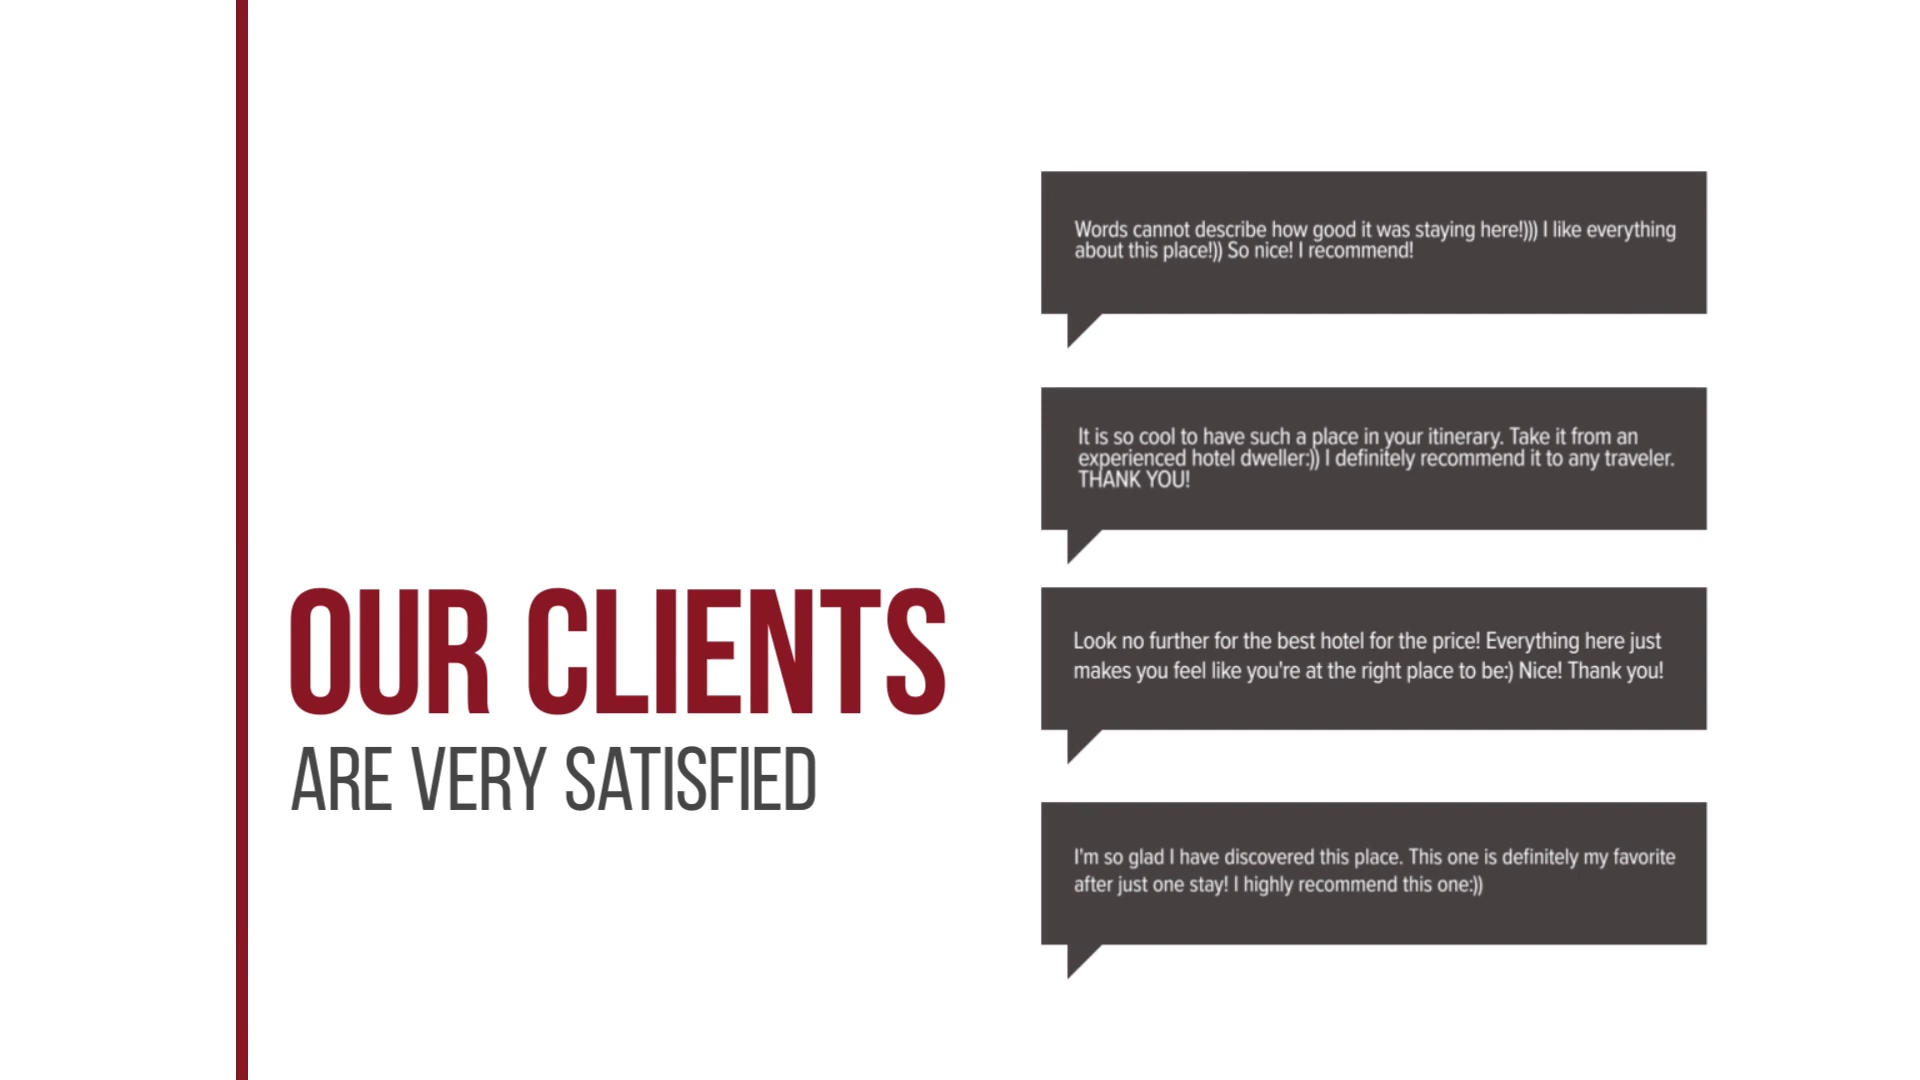 OUR CLIENTS
ARE VERY SATISFIED
Words cannot describe how good it was staying here!))) I like everything
about this place!)) So nice! I recommend!
It is so cool to have such a place in your itinerary. Take it from an
experienced hotel dweller:)) I definitely recommend it to any traveler.
THANK YOU!
Look no further for the best hotel for the price! Everything here just
makes you feel like you're at the right place to be:) Nice! Thank you!
I'm so glad I have discovered this place. This one is definitely my favorite
after just one stay! I highly recommend this one:))